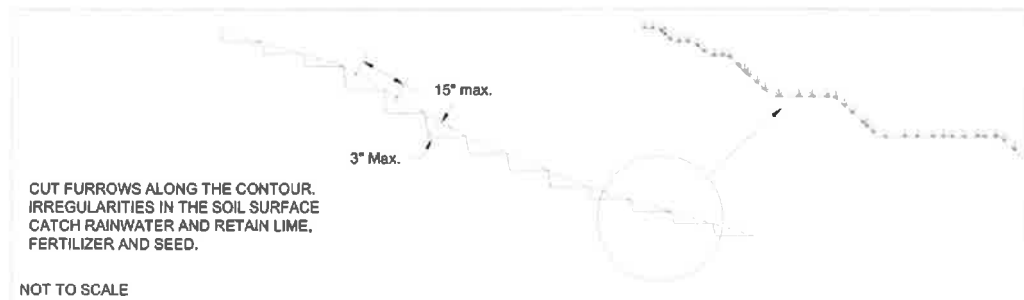 15" max.
3" Max.
CUT FURROWS ALONG THE CONTOUR.
IRREGULARITIES IN THE SOIL SURFACE
CATCH RAINWATER AND RETAIN LIME,
FERTILIZER AND SEED.
NOT TO SCALE